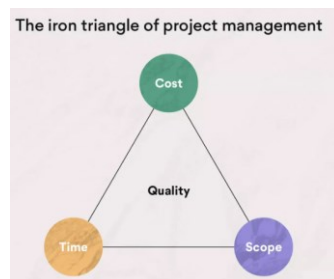 The iron triangle of project management
Cost
Quality
Time
Scope